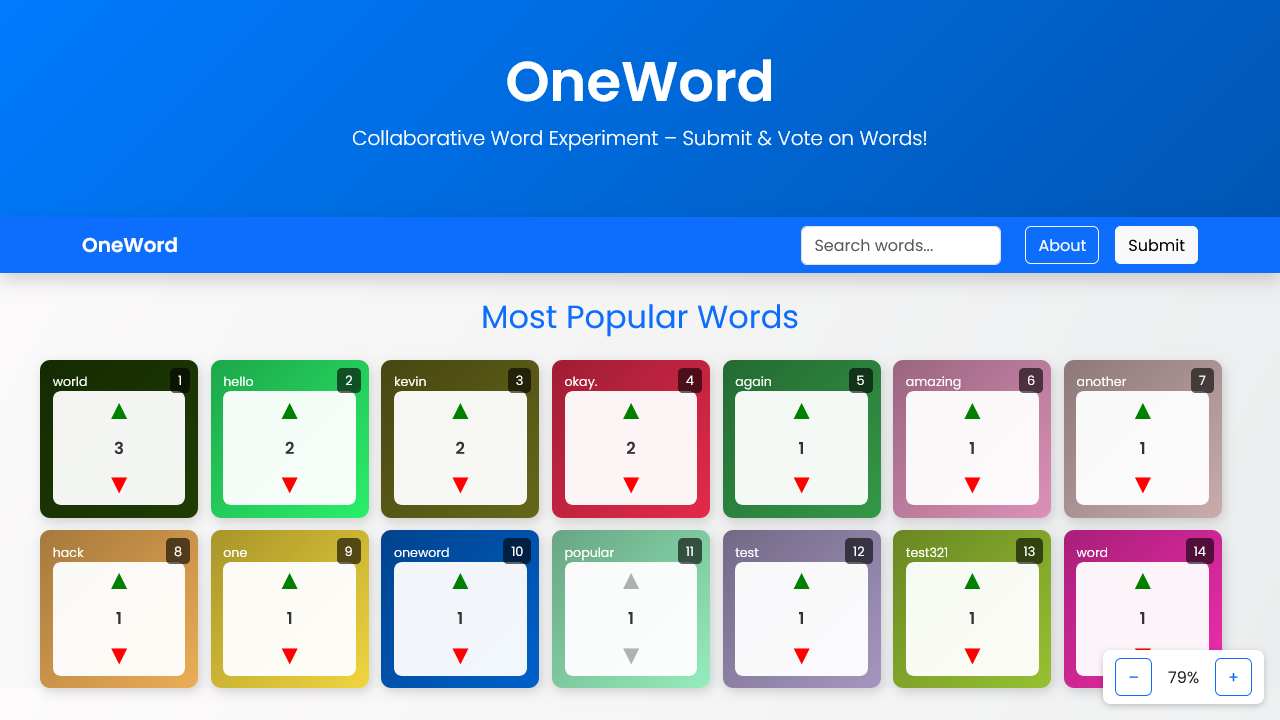 OneWord
Collaborative Word Experiment – Submit & Vote on Words!
OneWord
Search words...
About
Submit
Most Popular Words
world 1
▲
3
▼
hello 2
▲
2
▼
kevin 3
▲
2
▼
okay. 4
▲
2
▼
again 5
▲
1
▼
amazing 6
▲
1
▼
another 7
▲
1
▼
hack 8
▲
1
▼
one 9
▲
1
▼
oneword 10
▲
1
▼
popular 11
▲
1
▼
test 12
▲
1
▼
test321 13
▲
1
▼
word 14
▲
1
▼
− 79% +